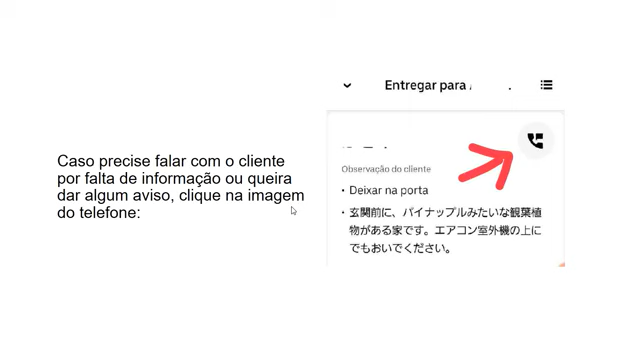 Entregar para
Caso precise falar com o cliente
por falta de informação ou queira
dar algum aviso, clique na imagem
do telefone:
Observação do cliente
• Deixar na porta
• 玄関前に、パイナップルみたいな観葉植
物がある家です。エアコン室外機の上に
でもおいでください。